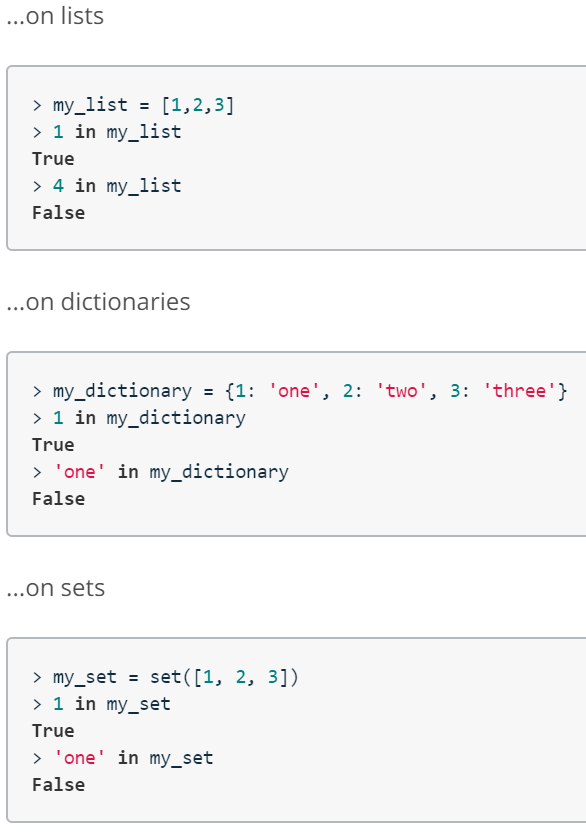 ...on lists
> my_list = [1,2,3]
> 1 in my_list
True
> 4 in my_list
False
...on dictionaries
> my_dictionary = {1: 'one', 2: 'two', 3: 'three'}
> 1 in my_dictionary
True
> 'one' in my_dictionary
False
...on sets
> my_set = set([1, 2, 3])
> 1 in my_set
True
> 'one' in my_set
False